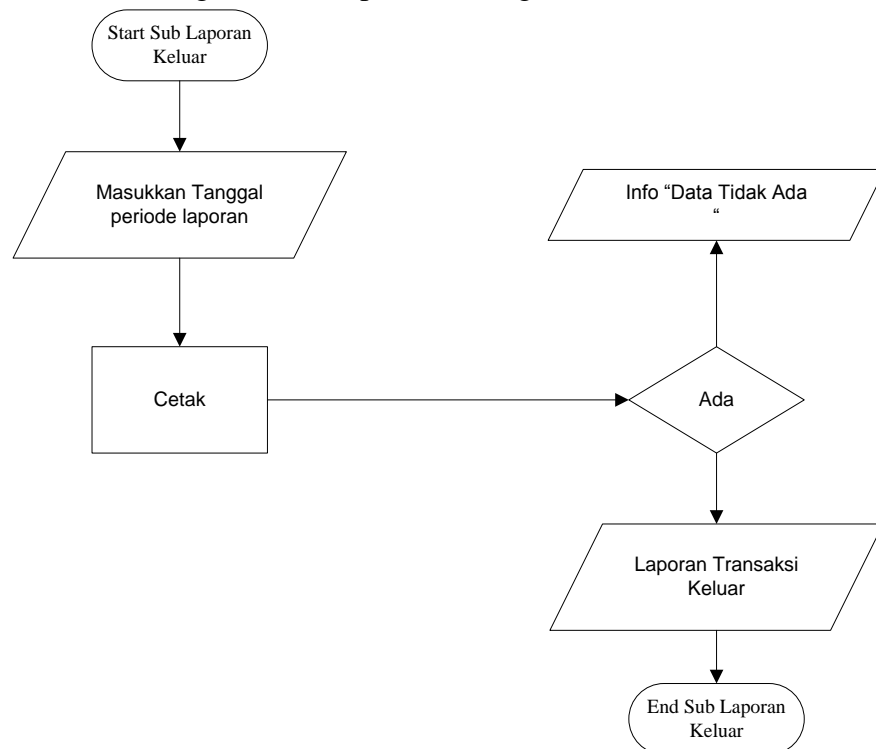 Start Sub Laporan
Keluar
Masukkan Tanggal
periode laporan
Cetak
Ada
Info “Data Tidak Ada
“
Laporan Transaksi
Keluar
End Sub Laporan
Keluar